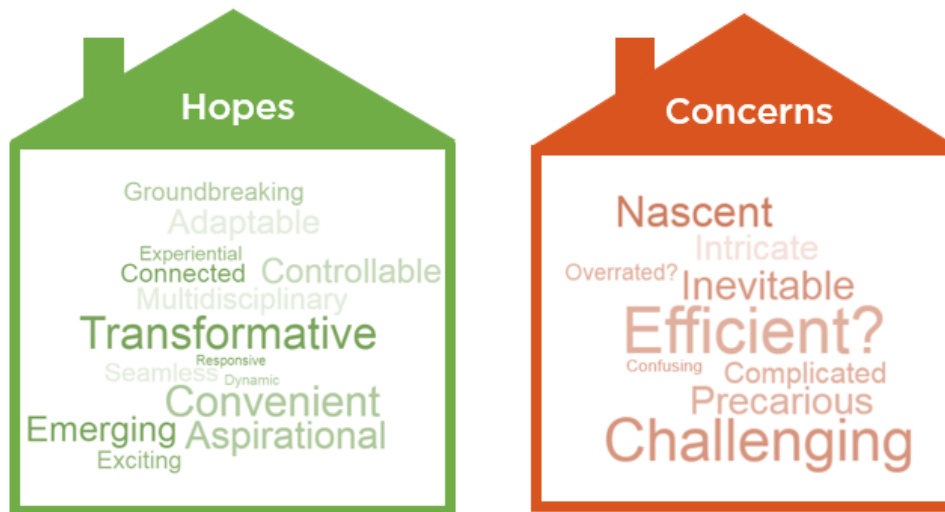 Hopes
Groundbreaking
Adaptable
Experiential
Connected
Controllable
Multidisciplinary
Transformative
Responsive
Seamless
Dynamic
Convenient
Emerging
Aspirational
Exciting
Concerns
Nascent
Intricate
Overrated?
Inevitable
Efficient?
Confusing
Complicated
Precarious
Challenging